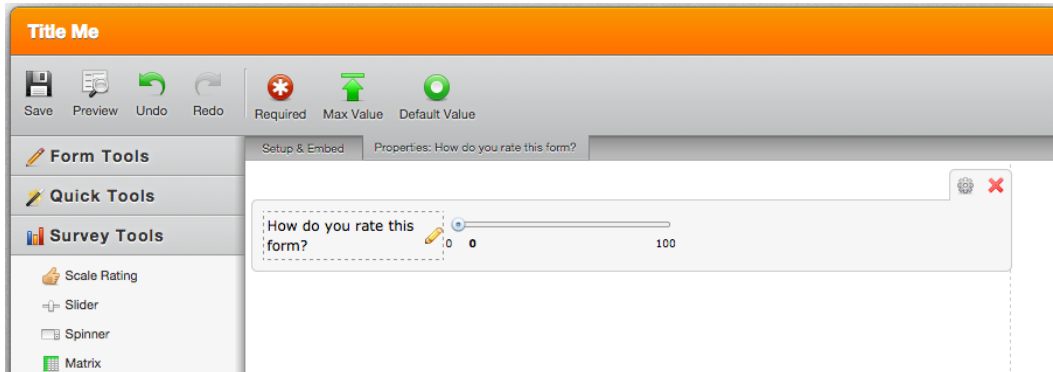 Title Me
Save Preview Undo Redo Required Max Value Default Value
Form Tools
Quick Tools
Survey Tools
Scale Rating
Slider
Spinner
Matrix
Setup & Embed Properties: How do you rate this form?
How do you rate this
form?
0 0 100